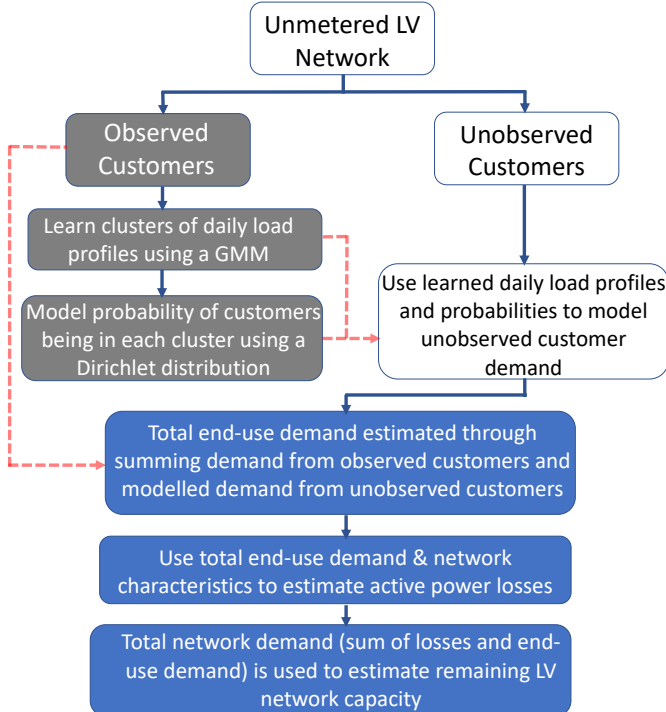 Unmetered LV
Network
Observed
Customers
Unobserved
Customers
Learn clusters of daily load
profiles using a GMM
Model probability of customers
being in each cluster using a
Dirichlet distribution
Use learned daily load profiles
and probabilities to model
unobserved customer
demand
Total end-use demand estimated through
summing demand from observed customers and
modelled demand from unobserved customers
Use total end-use demand & network
characteristics to estimate active power losses
Total network demand (sum of losses and end-
use demand) is used to estimate remaining LV
network capacity